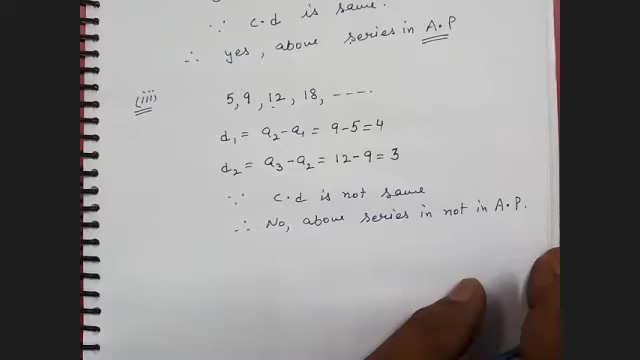 ∵ c.d is same.
∴ yes, above series in A.P
(iii) 5, 9, 12, 18, ----.
d₁ = a₂ - a₁ = 9 - 5 = 4
d₂ = a₃ - a₂ = 12 - 9 = 3
∵ c.d is not same
∴ No, above series in not in A.P.